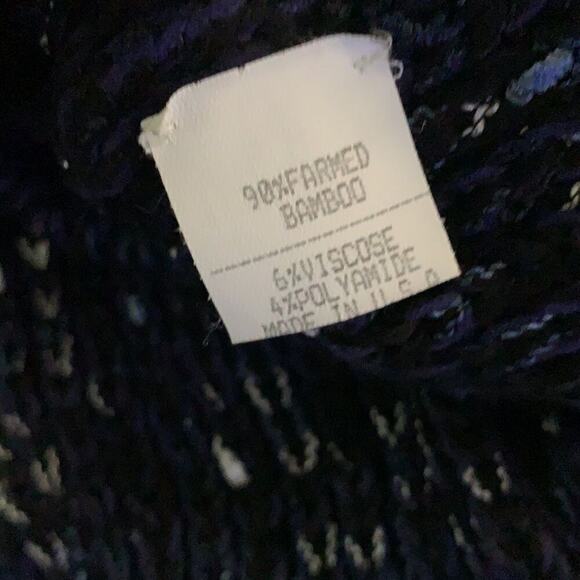 90%FARMED
BAMBOO
6%VISCOSE
4%POLYAMIDE
MADE IN U.S.A